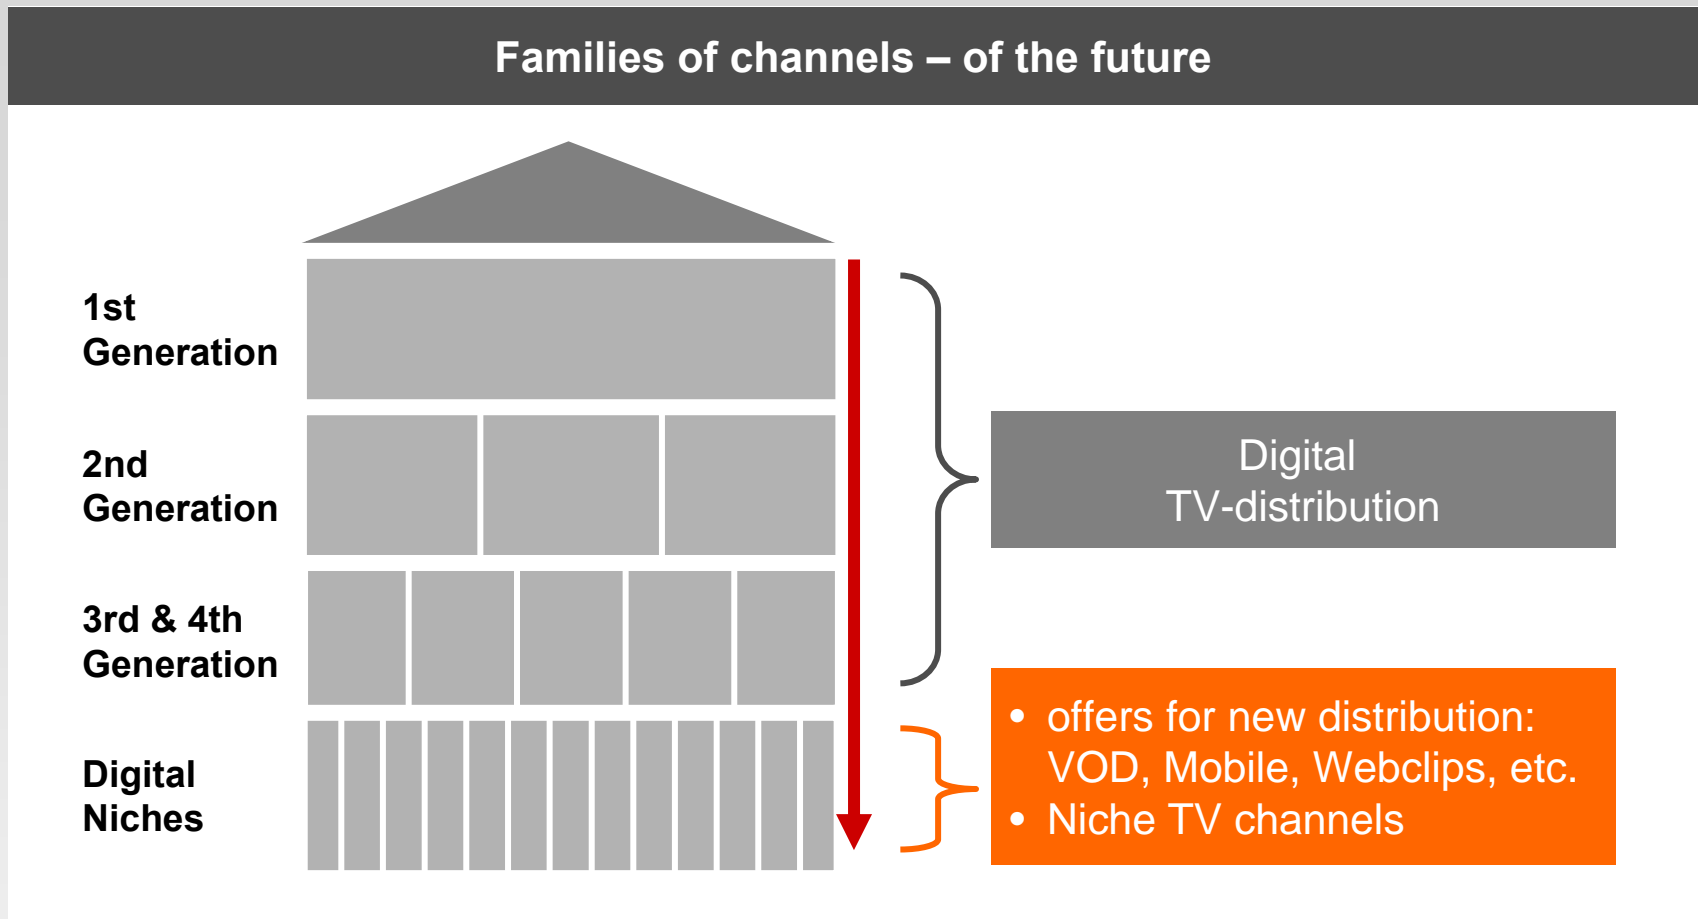 Families of channels – of the future
1st
Generation
2nd
Generation
3rd & 4th
Generation
Digital
Niches
Digital
TV-distribution
• offers for new distribution:
VOD, Mobile, Webclips, etc.
• Niche TV channels